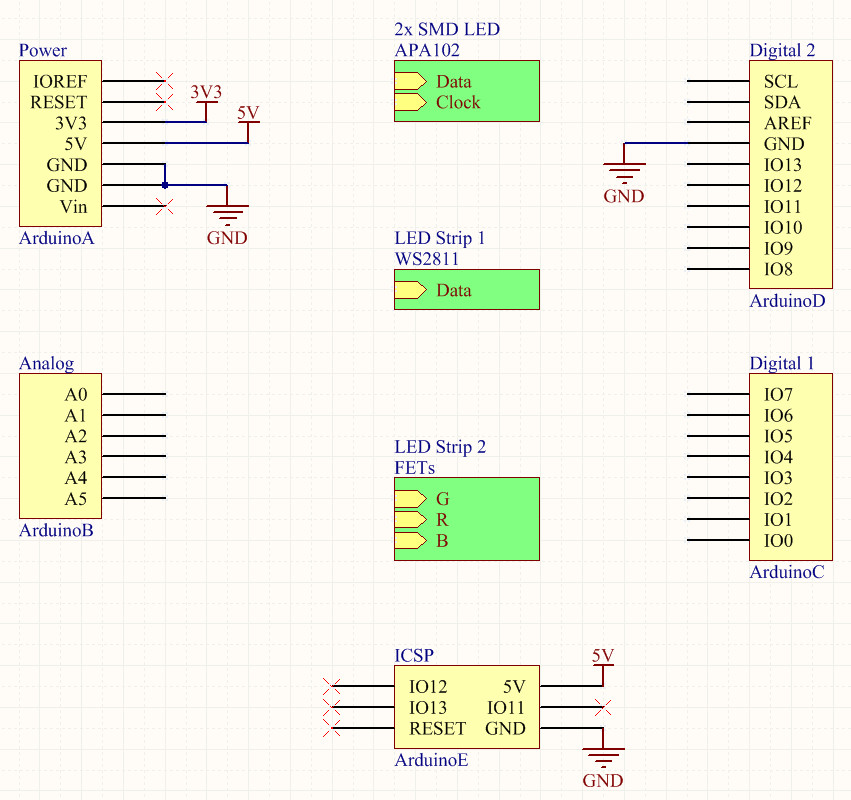 Power
IOREF
RESET
3V3
5V
GND
GND
Vin
ArduinoA
3V3
5V
GND
2x SMD LED
APA102
Data
Clock
LED Strip 1
WS2811
Data
Digital 2
SCL
SDA
AREF
GND
IO13
IO12
IO11
IO10
IO9
IO8
ArduinoD
GND
Analog
A0
A1
A2
A3
A4
A5
ArduinoB
LED Strip 2
FETs
G
R
B
Digital 1
IO7
IO6
IO5
IO4
IO3
IO2
IO1
IO0
ArduinoC
ICSP
IO12 5V
IO13 IO11
RESET GND
ArduinoE
5V
GND